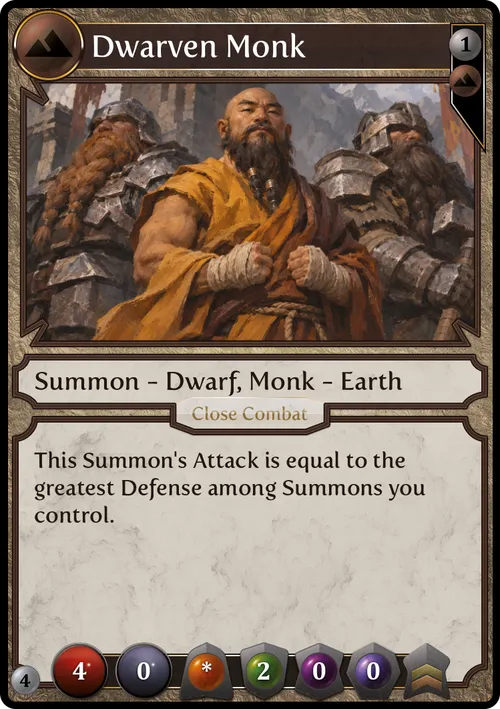 Dwarven Monk
1
Summon - Dwarf, Monk - Earth
Close Combat
This Summon's Attack is equal to the
greatest Defense among Summons you
control.
4 4* 0* * 2 0 0